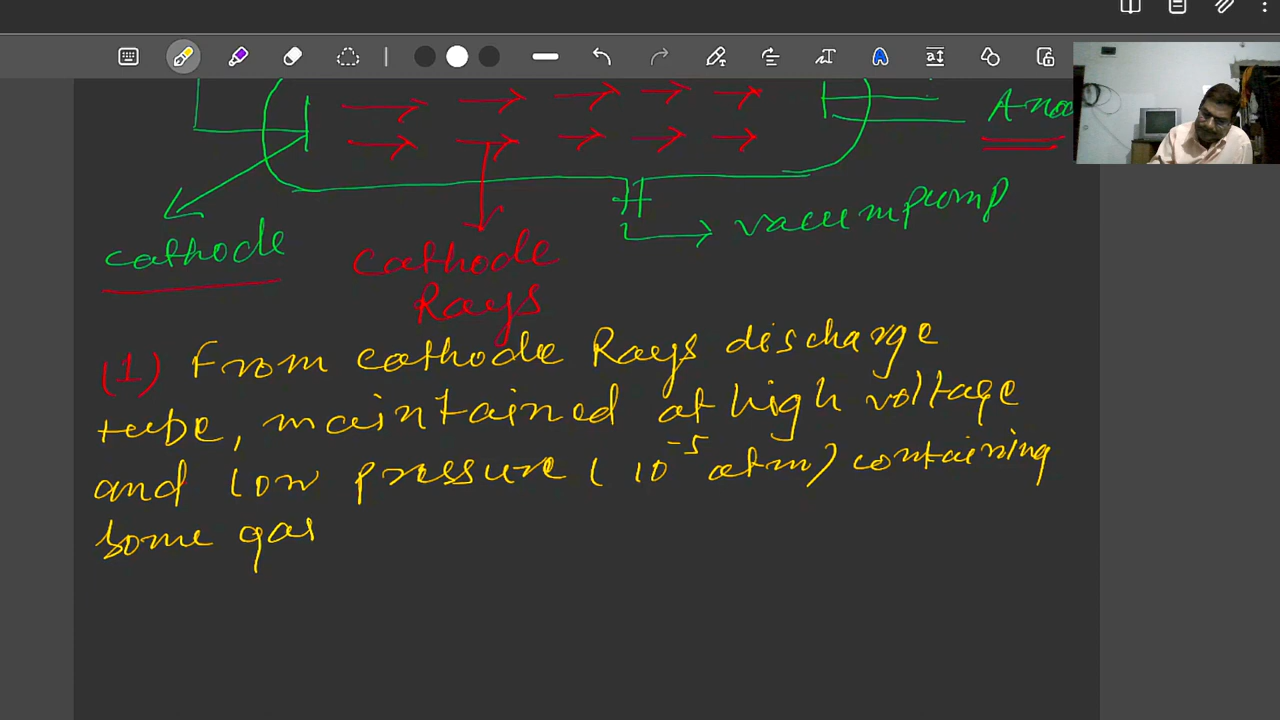 Anod
vacuum pump
cathode
Cathode
Rays
(1) From cathode Rays discharge
tube, maintained at high voltage
and low pressure (10⁻⁵ atm) containing
some gas